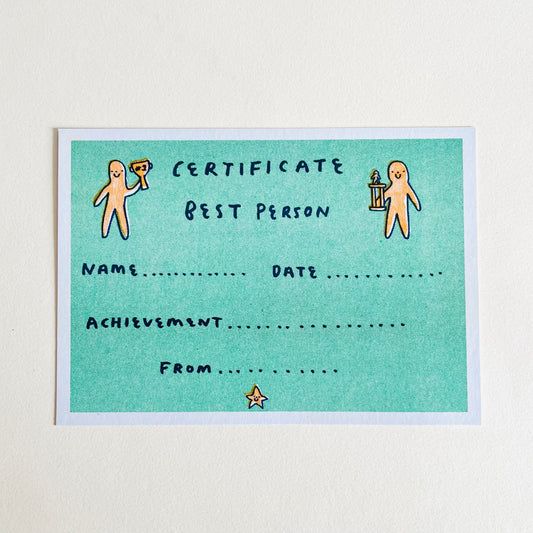 CERTIFICATE
BEST PERSON
NAME............ DATE ............
ACHIEVEMENT................
FROM...........